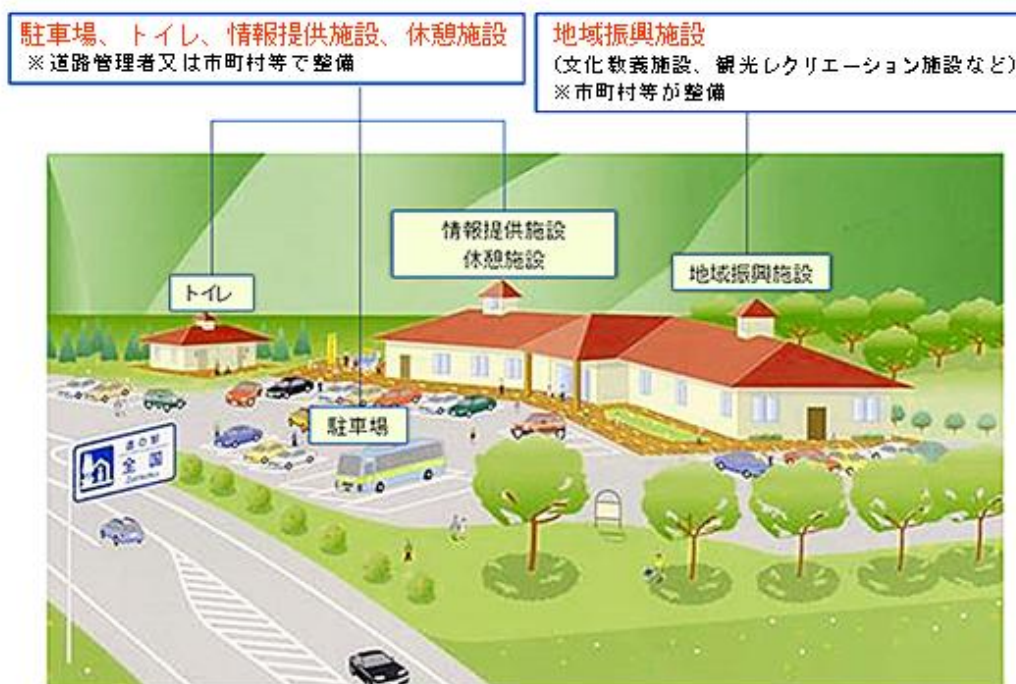 駐車場、トイレ、情報提供施設、休憩施設
※道路管理者又は市町村等で整備
地域振興施設
(文化教養施設、観光レクリエーション施設など)
※市町村等が整備
情報提供施設
休憩施設
地域振興施設
トイレ
駐車場
道の駅
全国